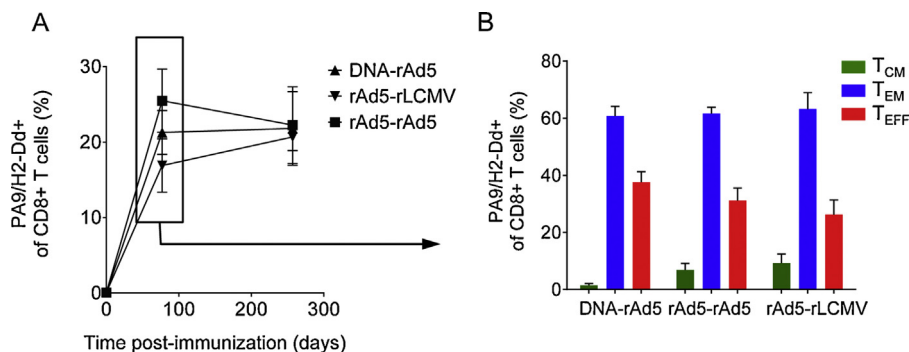 A
PA9/H2-Dd+
of CD8+ T cells (%)
30
20
10
0
0
100
200
300
Time post-immunization (days)
DNA-rAd5
rAd5-rLCMV
rAd5-rAd5
B
PA9/H2-Dd+
of CD8+ T cells (%)
80
60
40
20
0
DNA-rAd5
rAd5-rAd5
rAd5-rLCMV
TCM
TEM
TEFF